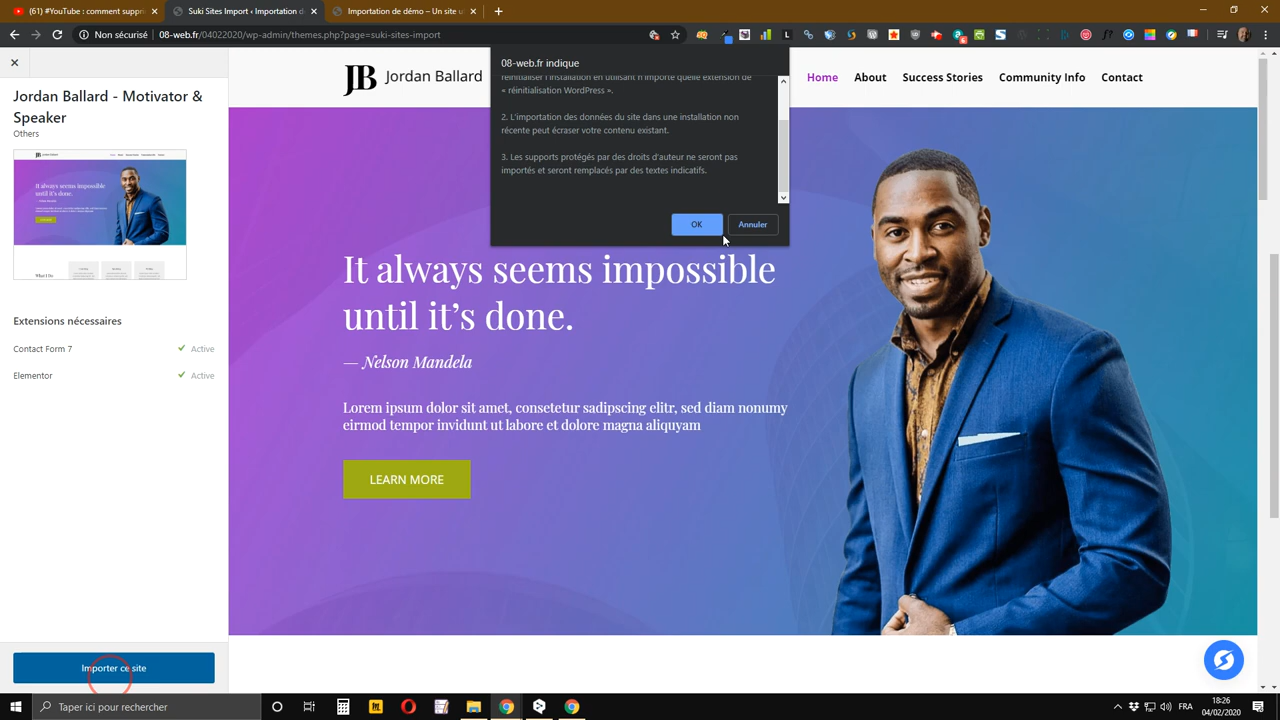 (61) #YouTube : comment suppri
Suki Sites Import ‹ Importation d
Importation de démo – Un site ut
Non sécurisé
08-web.fr/04022020/wp-admin/themes.php?page=suki-sites-import
Jordan Ballard - Motivator &
Speaker
Others
Extensions nécessaires
Contact Form 7
Active
Elementor
Active
Importer ce site
08-web.fr indique
réinitialiser l'installation en utilisant n'importe quelle extension de
« réinitialisation WordPress ».
2. L'importation des données du site dans une installation non
récente peut écraser votre contenu existant.
3. Les supports protégés par des droits d'auteur ne seront pas
importés et seront remplacés par des textes indicatifs.
OK
Annuler
JB Jordan Ballard
Home
About
Success Stories
Community Info
Contact
It always seems impossible
until it's done.
— Nelson Mandela
Lorem ipsum dolor sit amet, consetetur sadipscing elitr, sed diam nonumy
eirmod tempor invidunt ut labore et dolore magna aliquyam
LEARN MORE
Taper ici pour rechercher
FRA
18:26
04/02/2020